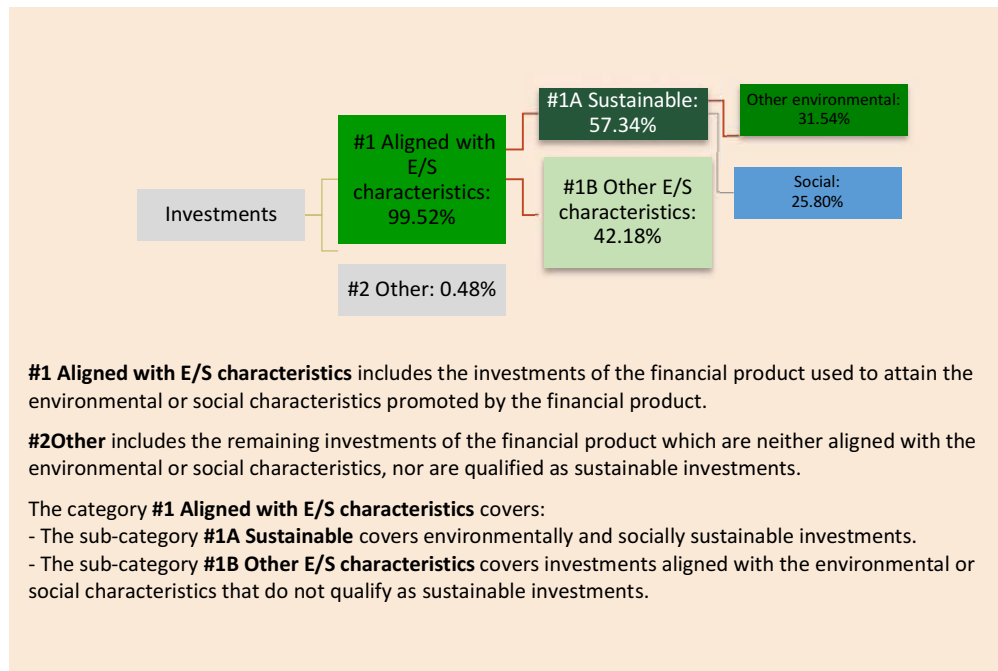 Investments
#1 Aligned with
E/S
characteristics:
99.52%
#2 Other: 0.48%
#1A Sustainable:
57.34%
#1B Other E/S
characteristics:
42.18%
Other environmental:
31.54%
Social:
25.80%
#1 Aligned with E/S characteristics includes the investments of the financial product used to attain the
environmental or social characteristics promoted by the financial product.
#2Other includes the remaining investments of the financial product which are neither aligned with the
environmental or social characteristics, nor are qualified as sustainable investments.
The category #1 Aligned with E/S characteristics covers:
- The sub-category #1A Sustainable covers environmentally and socially sustainable investments.
- The sub-category #1B Other E/S characteristics covers investments aligned with the environmental or
social characteristics that do not qualify as sustainable investments.